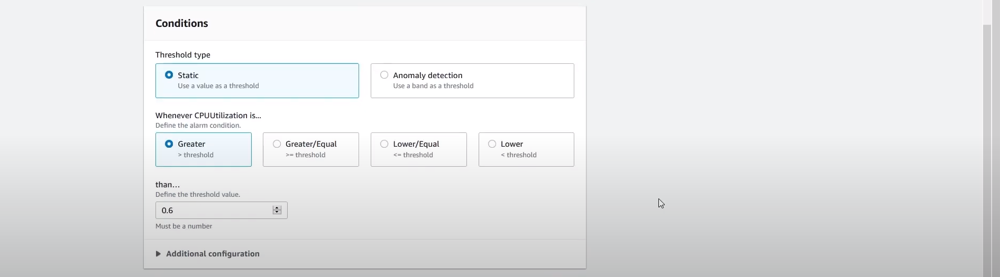 Conditions
Threshold type
Static
Use a value as a threshold
Anomaly detection
Use a band as a threshold
Whenever CPUUtilization is...
Define the alarm condition.
Greater
> threshold
Greater/Equal
>= threshold
Lower/Equal
<= threshold
Lower
< threshold
than…
Define the threshold value.
0.6
Must be a number
Additional configuration